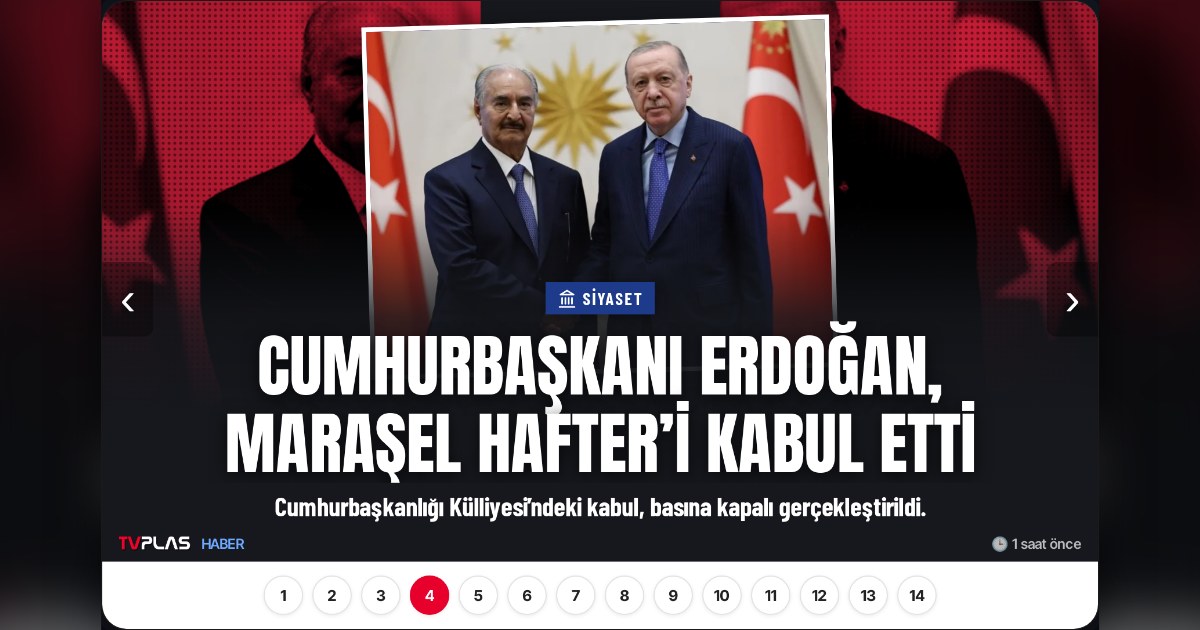 SİYASET
CUMHURBAŞKANI ERDOĞAN,
MARAŞEL HAFTER’İ KABUL ETTİ
Cumhurbaşkanlığı Külliyesi’ndeki kabul, basına kapalı gerçekleştirildi.
TVPLAS HABER
1 saat önce
1 2 3 4 5 6 7 8 9 10 11 12 13 14